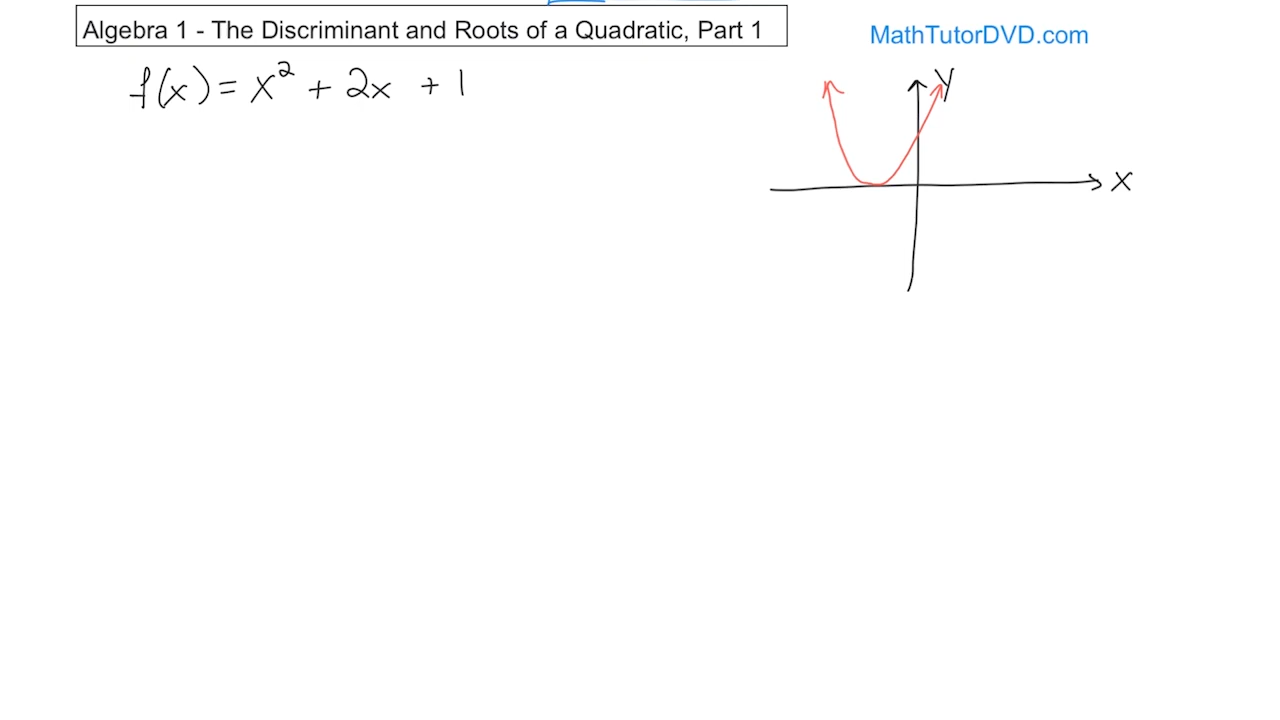 Algebra 1 - The Discriminant and Roots of a Quadratic, Part 1
MathTutorDVD.com
f(x) = x² + 2x + 1
y
x